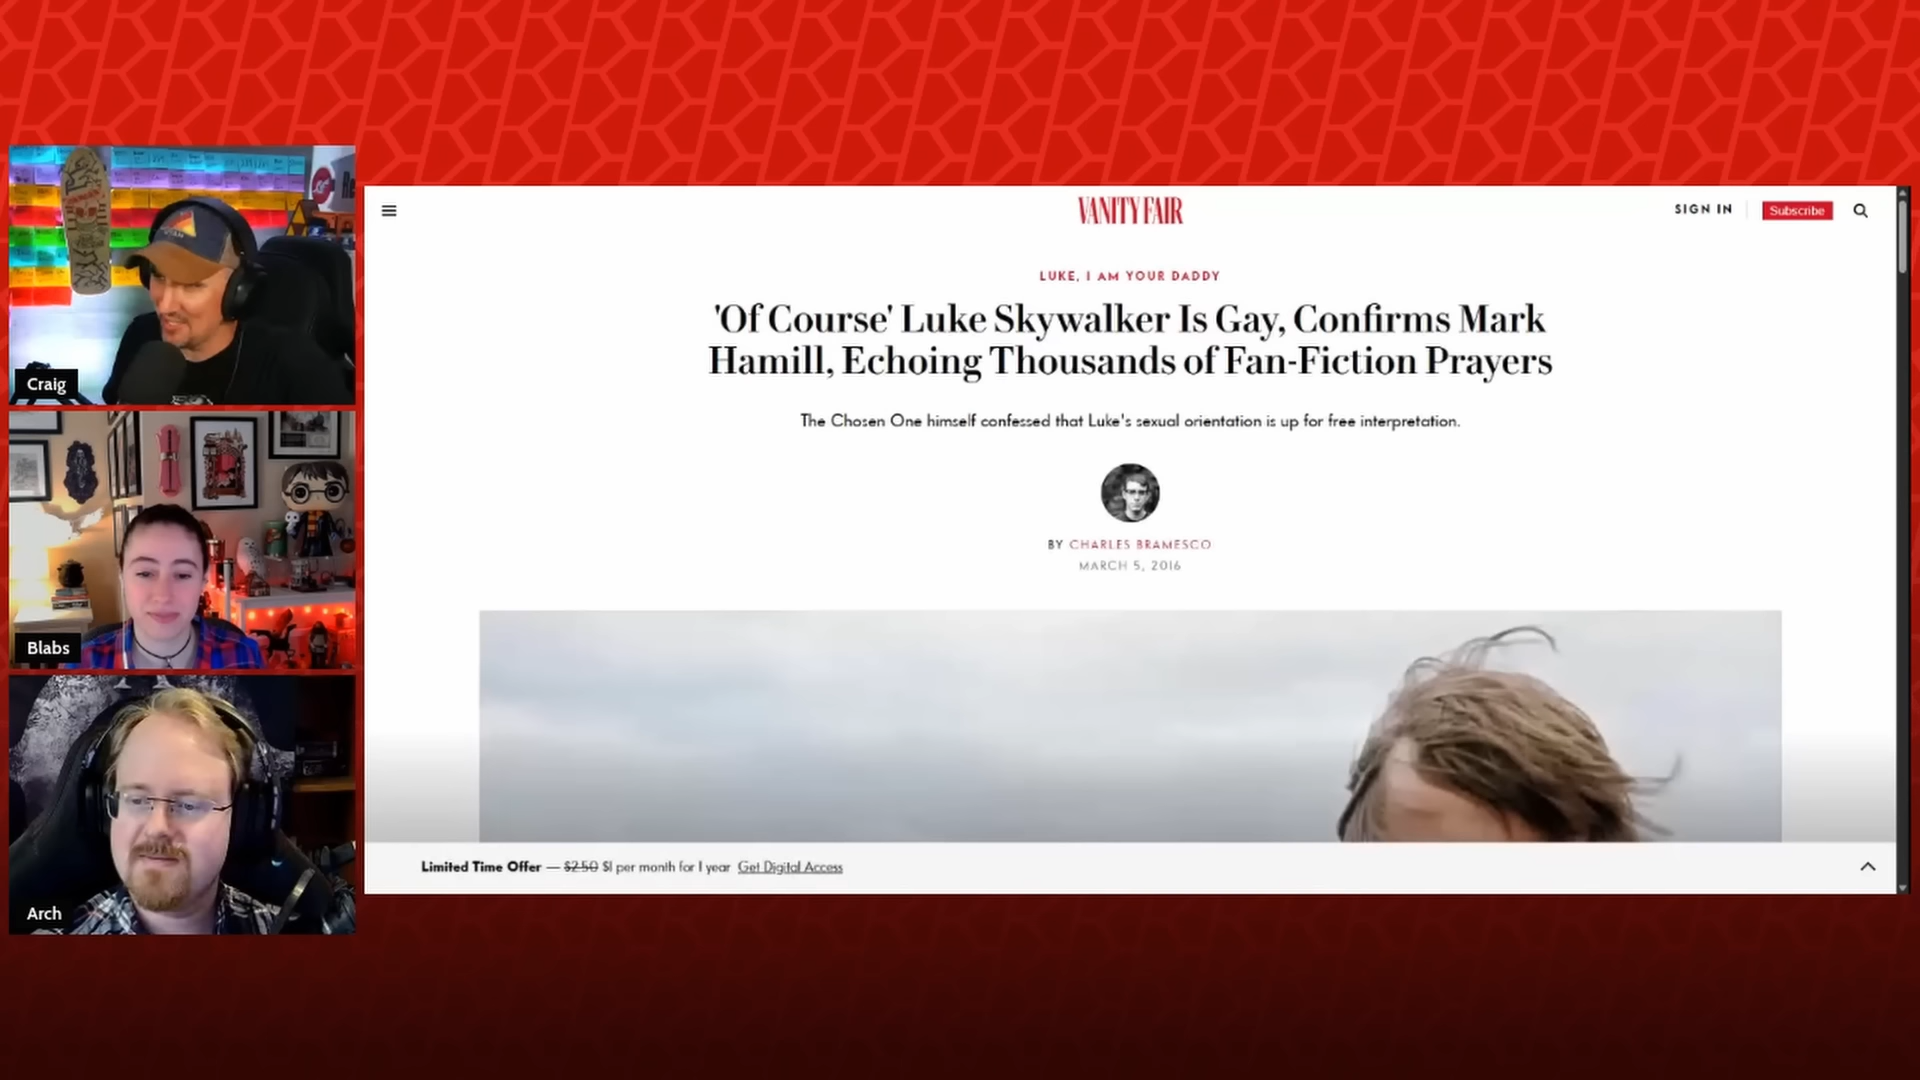 Craig
Blabs
Arch
VANITY FAIR
SIGN IN
Subscribe
LUKE, I AM YOUR DADDY
'Of Course' Luke Skywalker Is Gay, Confirms Mark
Hamill, Echoing Thousands of Fan-Fiction Prayers
The Chosen One himself confessed that Luke's sexual orientation is up for free interpretation.
BY CHARLES BRAMESCO
MARCH 5, 2016
Limited Time Offer — $2.50 $1 per month for 1 year Get Digital Access